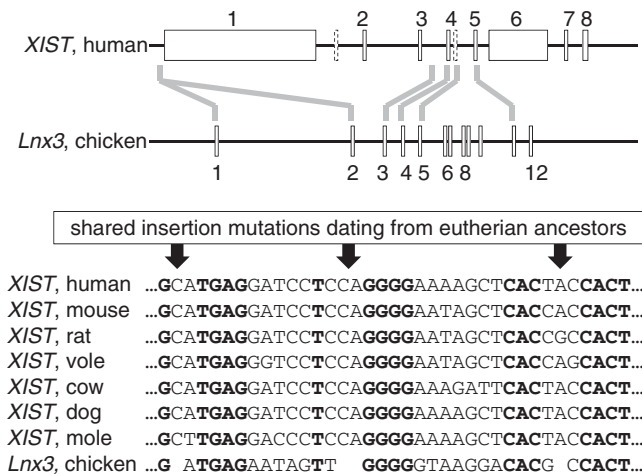 1 2 3 4 5 6 7 8
XIST, human
Lnx3, chicken
1 2 3 4 5 6 8 12
shared insertion mutations dating from eutherian ancestors
XIST, human ...GCATGAGGATCCTCCAGGGGAAAAGCTCACTACCACT...
XIST, mouse ...GCATGAGGATCCTCCAGGGGAATAGCTCACCACCACT...
XIST, rat ...GCATGAGGATCCTCCAGGGGAATAGCTCACCGCCACT...
XIST, vole ...GCATGAGGGTCCTCCAGGGGAATAGCTCACCAGCACT...
XIST, cow ...GCATGAGGATCCTCCAGGGGAAAGATTCACTACCACT...
XIST, dog ...GCATGAGGATCCTCCAGGGGAAAAGCTCACTACCACT...
XIST, mole ...GCTTGAGGACCCTCCAGGGGAAAAGCTCACTACCACT...
Lnx3, chicken ...G ATGAGAATAGTT GGGGGTAAGGACACG CCACT...